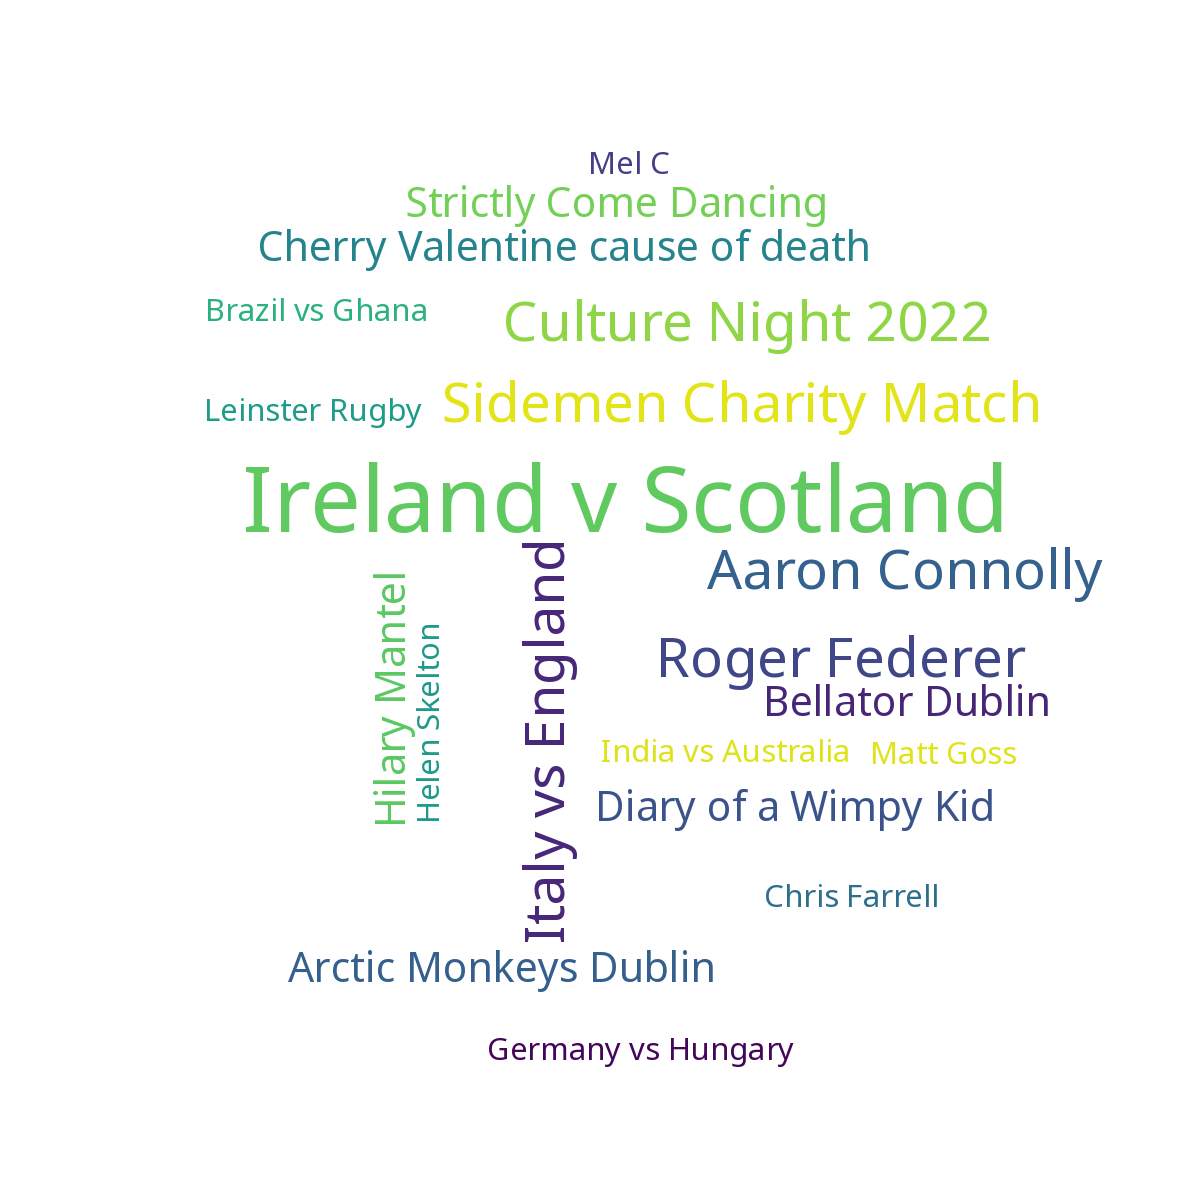 Mel C
Strictly Come Dancing
Cherry Valentine cause of death
Brazil vs Ghana
Culture Night 2022
Leinster Rugby
Sidemen Charity Match
Ireland v Scotland
Aaron Connolly
Hilary Mantel
Helen Skelton
Italy vs England
Roger Federer
Bellator Dublin
India vs Australia
Matt Goss
Diary of a Wimpy Kid
Chris Farrell
Arctic Monkeys Dublin
Germany vs Hungary